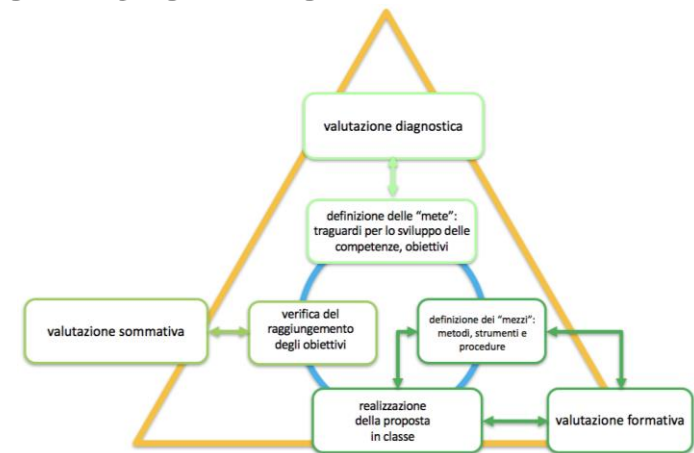 valutazione diagnostica
definizione delle "mete":
traguardi per lo sviluppo delle
competenze, obiettivi
valutazione sommativa
verifica del
raggiungemento
degli obiettivi
definizione dei "mezzi":
metodi, strumenti e
procedure
realizzazione
della proposta
in classe
valutazione formativa